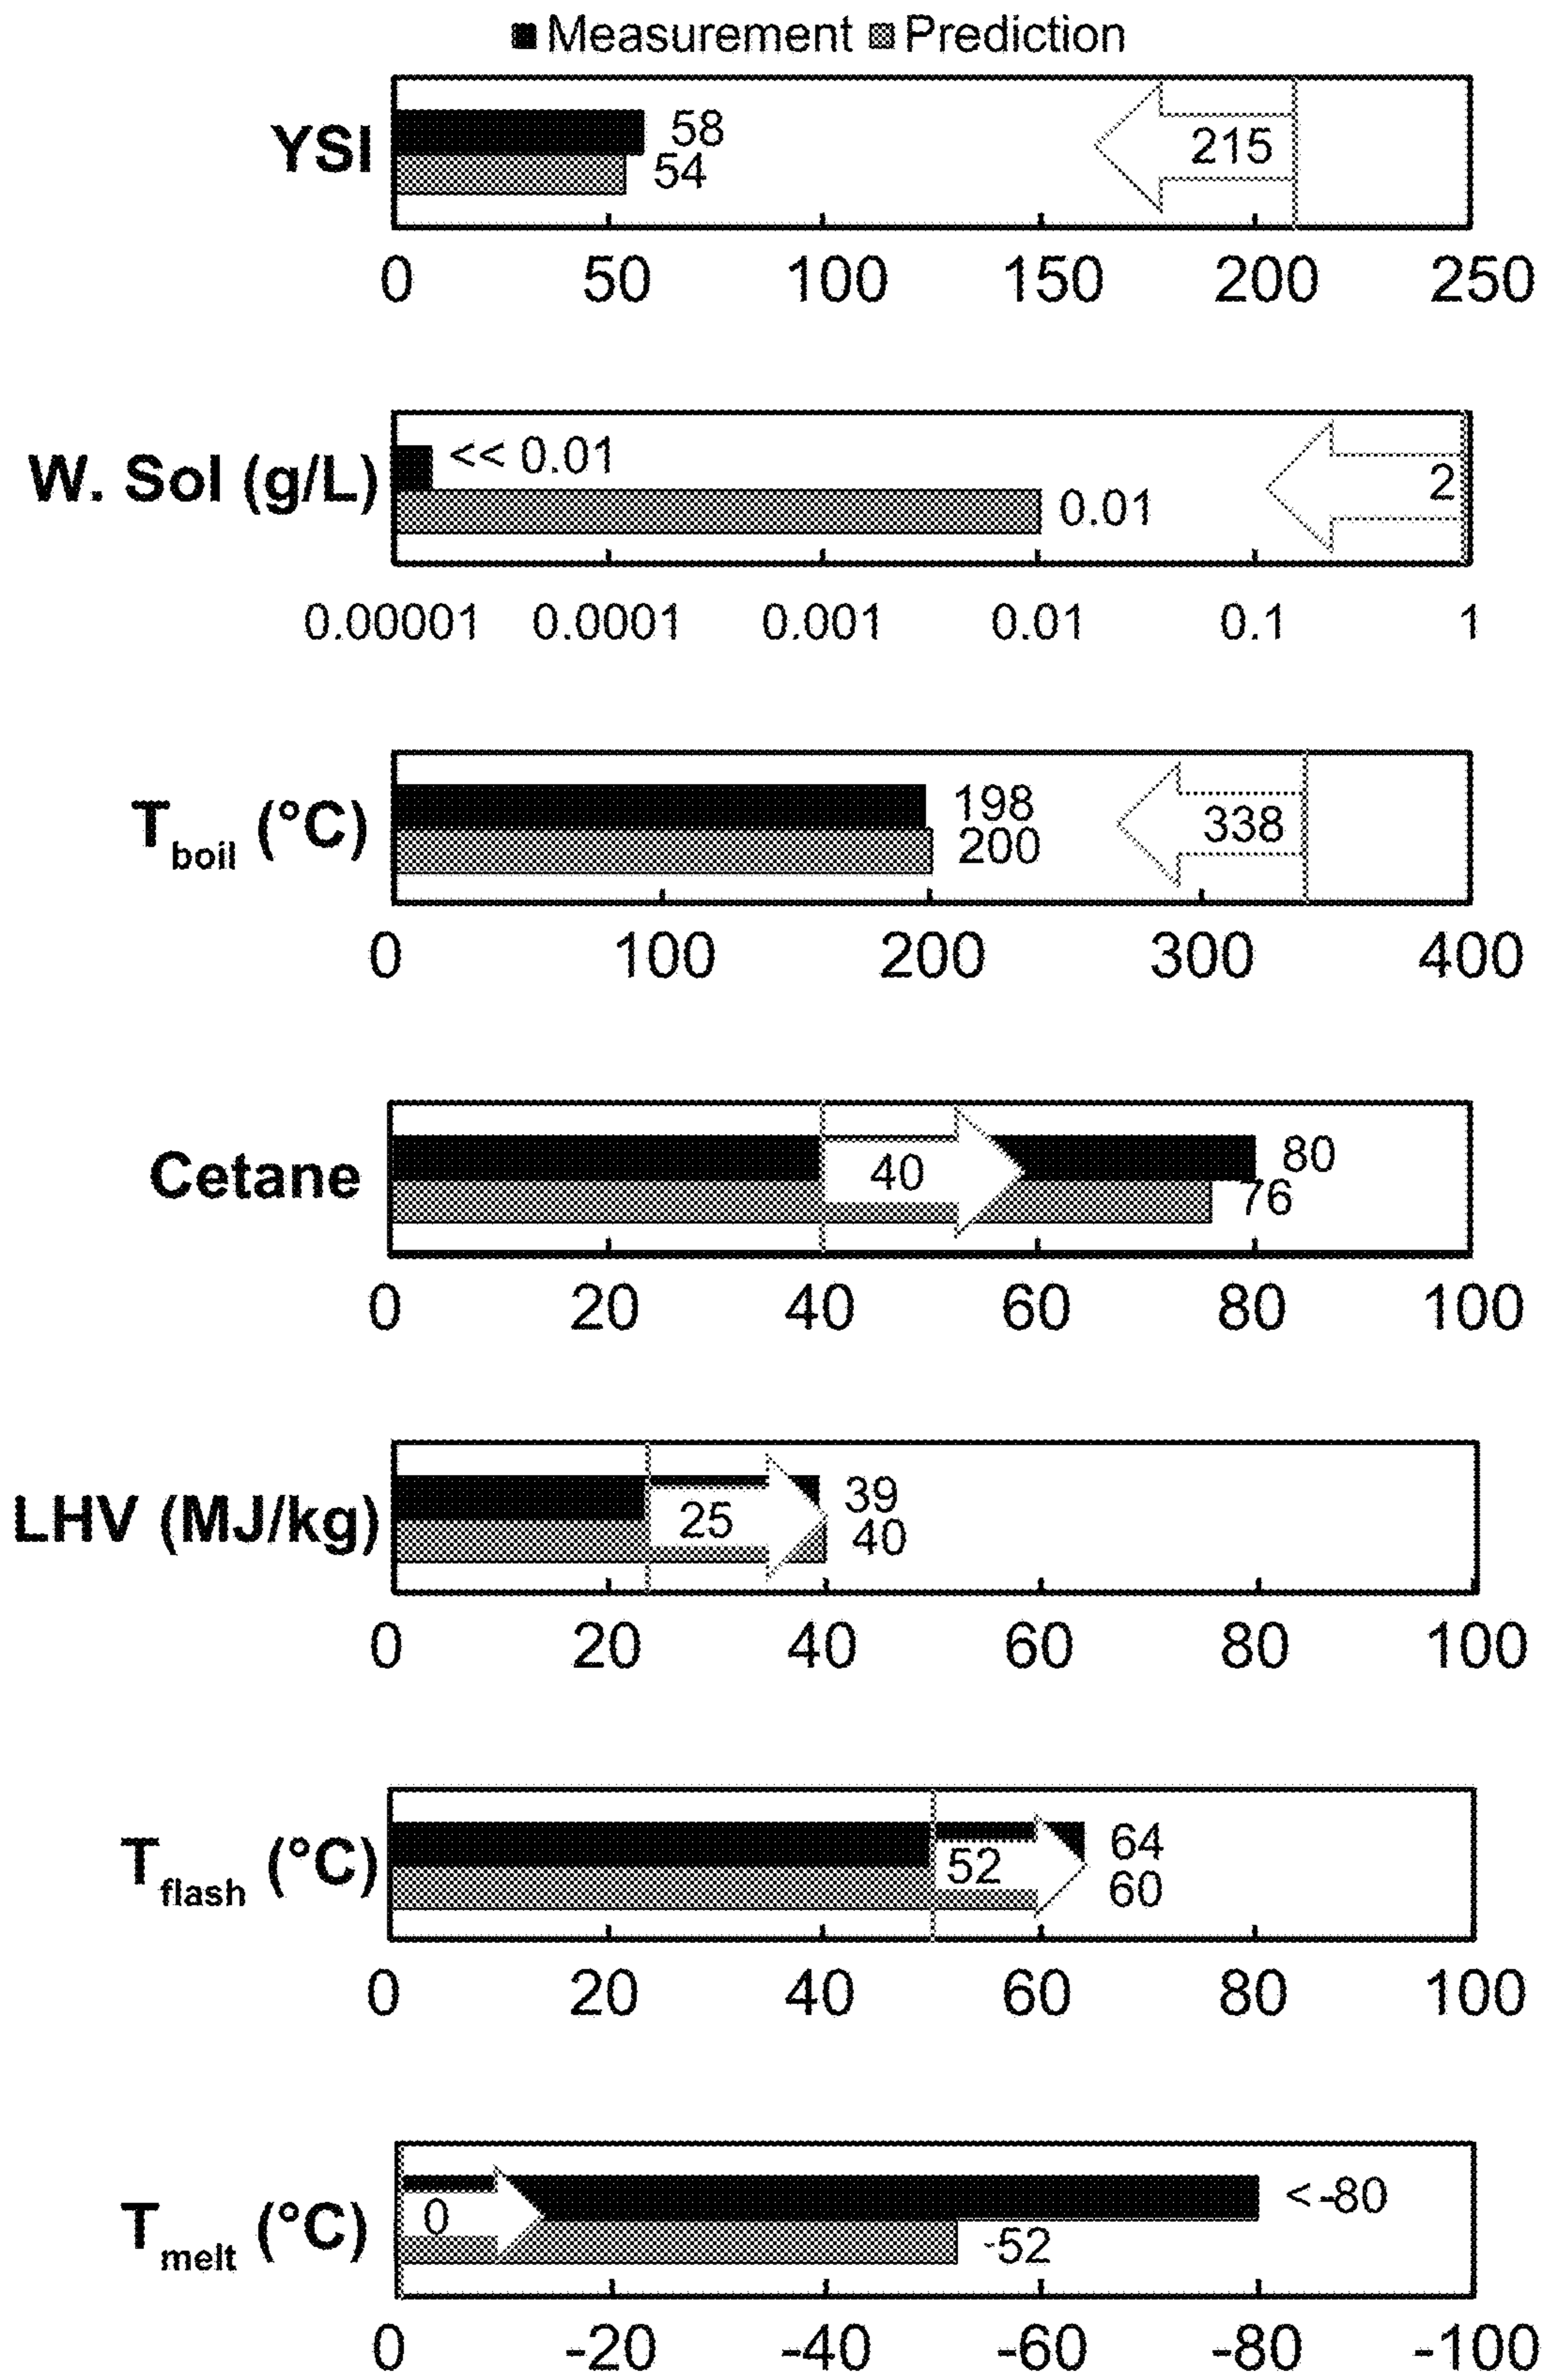 Measurement Prediction
YSI
58
54
215
0 50 100 150 200 250
W. Sol (g/L)
<< 0.01
0.01
2
0.00001 0.0001 0.001 0.01 0.1 1
Tboil (°C)
198
200
338
0 100 200 300 400
Cetane
80
76
40
0 20 40 60 80 100
LHV (MJ/kg)
39
40
25
0 20 40 60 80 100
Tflash (°C)
64
60
52
0 20 40 60 80 100
Tmelt (°C)
< -80
-52
0
0 -20 -40 -60 -80 -100